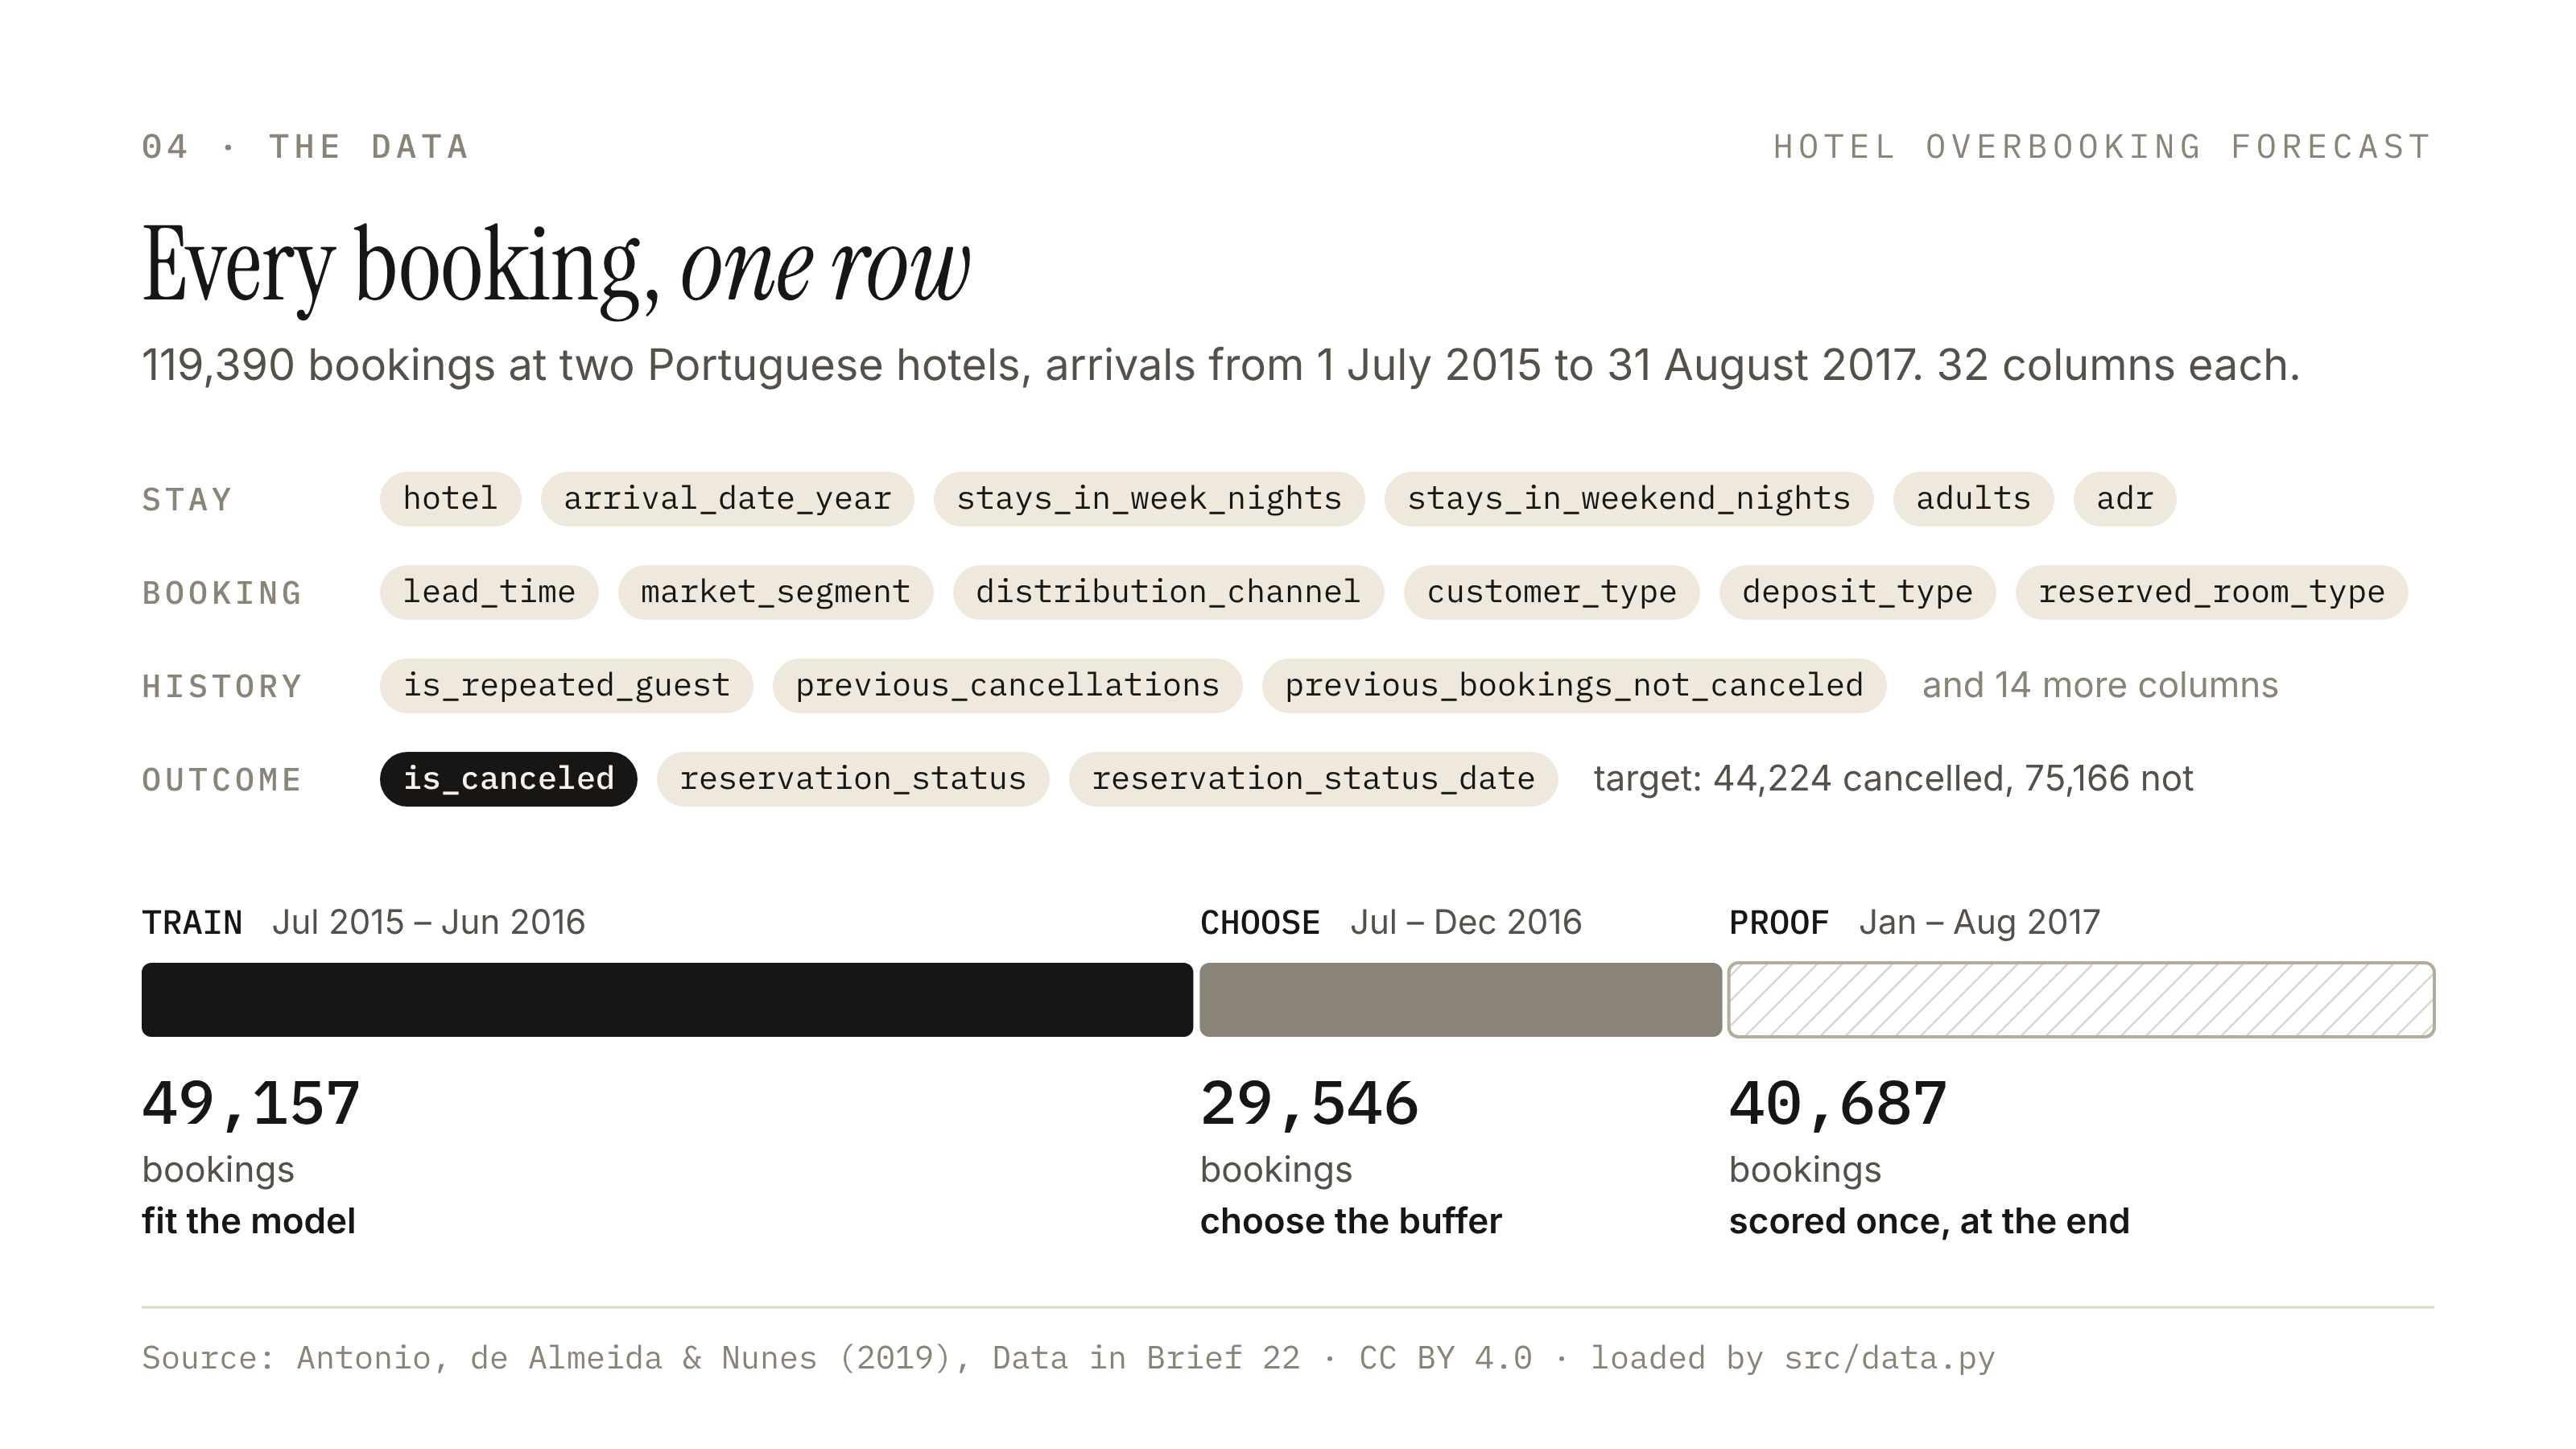 04 · THE DATA
HOTEL OVERBOOKING FORECAST
Every booking, one row
119,390 bookings at two Portuguese hotels, arrivals from 1 July 2015 to 31 August 2017. 32 columns each.
STAY hotel arrival_date_year stays_in_week_nights stays_in_weekend_nights adults adr
BOOKING lead_time market_segment distribution_channel customer_type deposit_type reserved_room_type
HISTORY is_repeated_guest previous_cancellations previous_bookings_not_canceled and 14 more columns
OUTCOME is_canceled reservation_status reservation_status_date target: 44,224 cancelled, 75,166 not
TRAIN Jul 2015 – Jun 2016
CHOOSE Jul – Dec 2016
PROOF Jan – Aug 2017
49,157
bookings
fit the model
29,546
bookings
choose the buffer
40,687
bookings
scored once, at the end
Source: Antonio, de Almeida & Nunes (2019), Data in Brief 22 · CC BY 4.0 · loaded by src/data.py